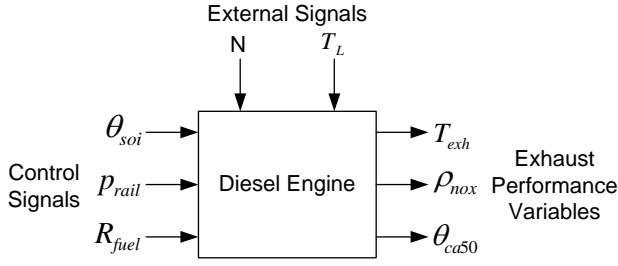 External Signals
N
T_L
θ_soi
T_exh
Control
Signals
p_rail
Diesel Engine
ρ_nox
Exhaust
Performance
Variables
R_fuel
θ_ca50